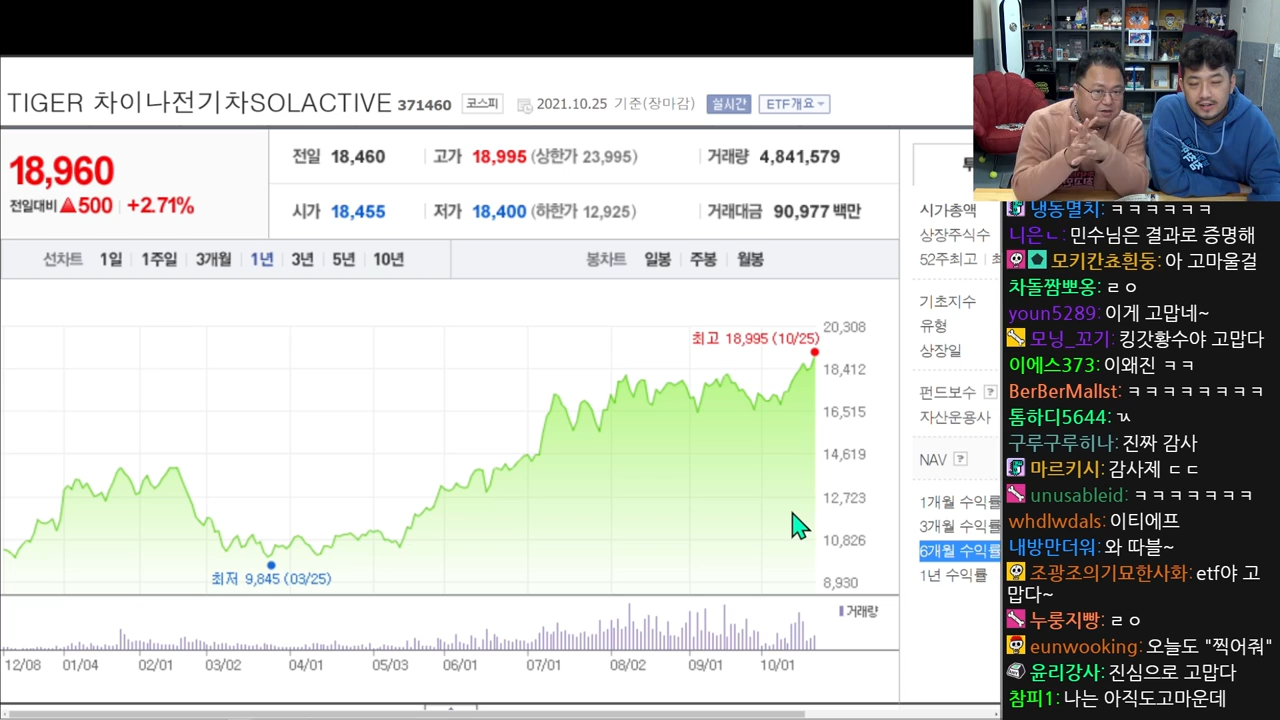 TIGER 차이나전기차SOLACTIVE 371460 코스피 2021.10.25 기준(장마감) 실시간 ETF개요
18,960
전일대비 ▲500 +2.71%
전일 18,460 고가 18,995 (상한가 23,995) 거래량 4,841,579
시가 18,455 저가 18,400 (하한가 12,925) 거래대금 90,977 백만
선차트 1일 1주일 3개월 1년 3년 5년 10년 봉차트 일봉 주봉 월봉
최고 18,995 (10/25)
최저 9,845 (03/25)
20,308
18,412
16,515
14,619
12,723
10,826
8,930
거래량
12/08 01/04 02/01 03/02 04/01 05/03 06/01 07/01 08/02 09/01 10/01
시가총액
상장주식수
52주최고
기초지수
유형
상장일
펀드보수 ?
자산운용사
NAV ?
1개월 수익률
3개월 수익률
6개월 수익률
1년 수익률
냉동멸치: ㅋㅋㅋㅋㅋㅋ
니은ㄴ: 민수님은 결과로 증명해
모키칸쵸흰둥: 아 고마울걸
차돌짬뽀옹: ㄹㅇ
youn5289: 이게 고맙네~
모닝_꼬기: 킹갓황수야 고맙다
이에스373: 이왜진 ㅋㅋ
BerBerMallst: ㅋㅋㅋㅋㅋㅋㅋㅋ
톰하디5644: ㄳ
구루구루히나: 진짜 감사
마르키시: 감사제 ㄷㄷ
unusableid: ㅋㅋㅋㅋㅋㅋㅋ
whdlwdals: 이티에프
내방만더워: 와 따블~
조광조의기묘한사화: etf야 고
맙다~
누룽지빵: ㄹㅇ
eunwooking: 오늘도 "찍어줘"
윤리강사: 진심으로 고맙다
참피1: 나는 아직도고마운데